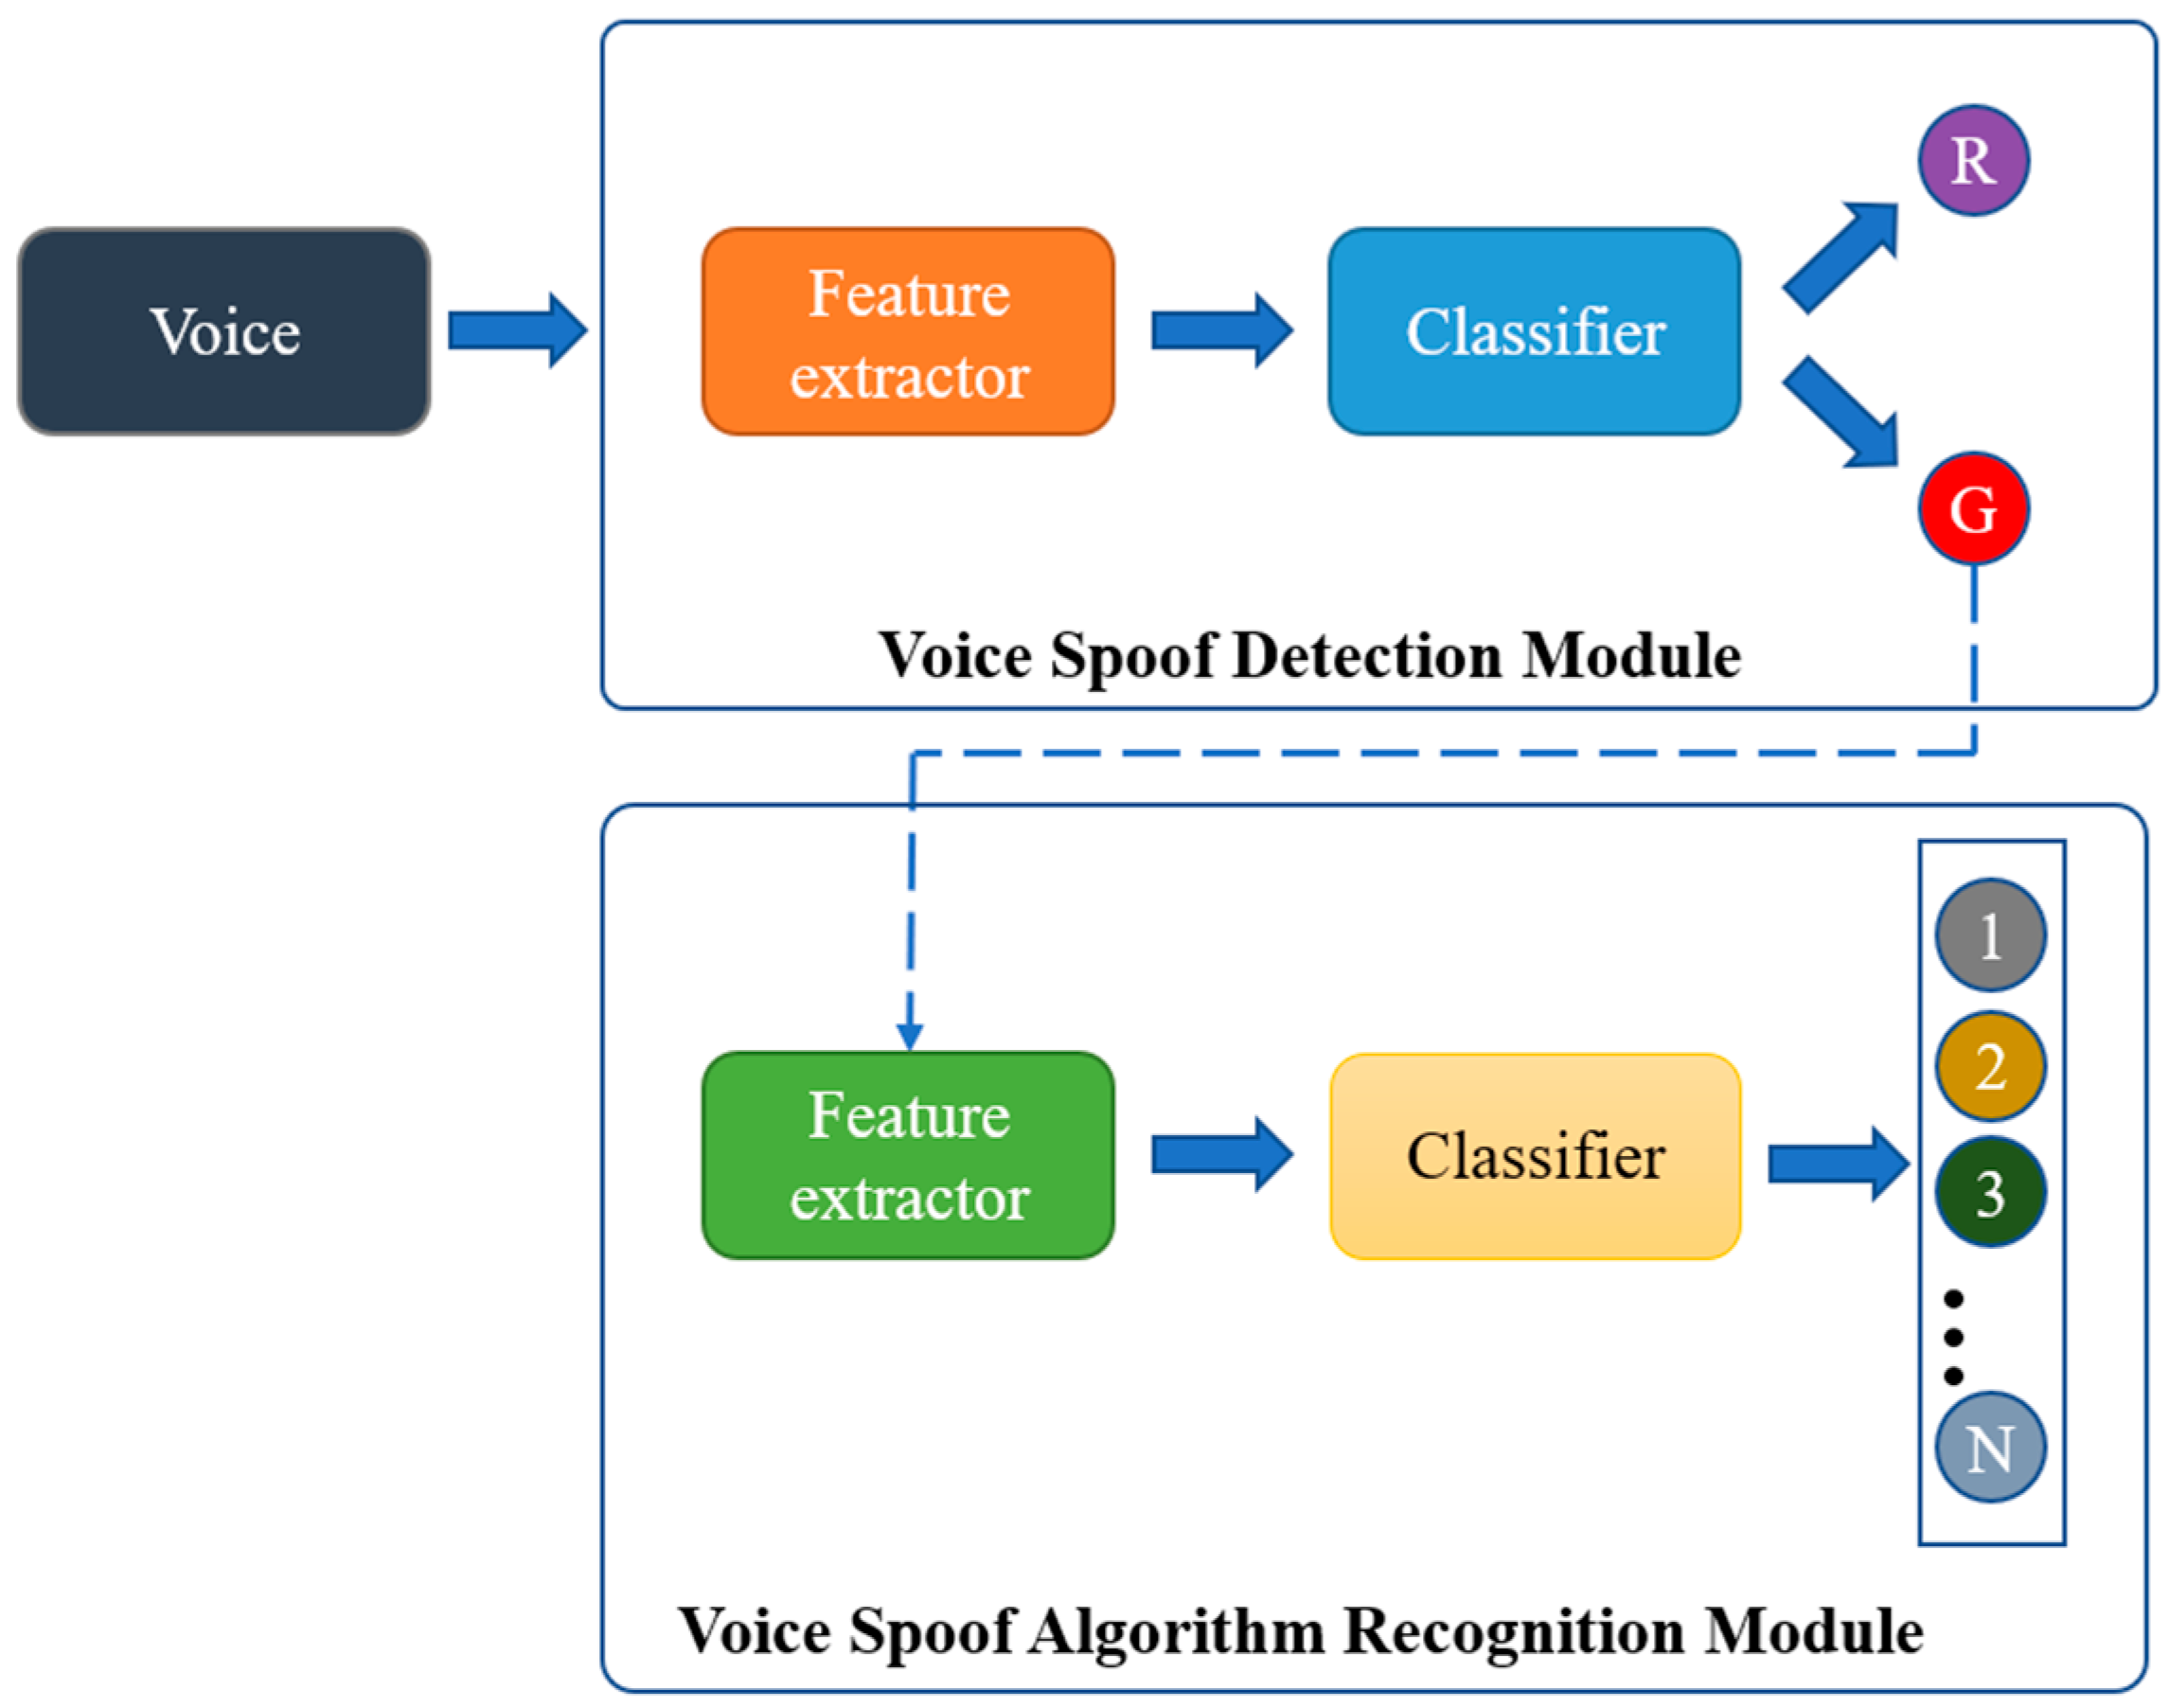 R
Voice
Feature
extractor
Classifier
G
Voice Spoof Detection Module
1
2
Feature
extractor
Classifier
3
N
Voice Spoof Algorithm Recognition Module